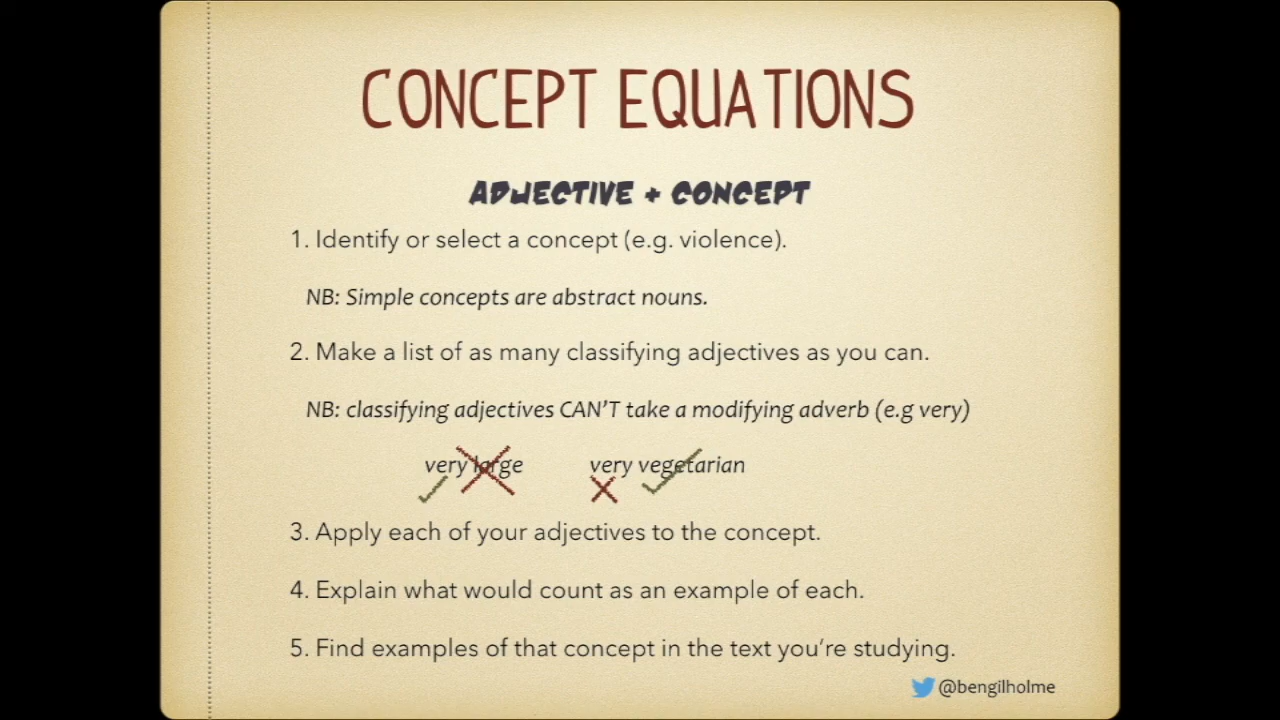 CONCEPT EQUATIONS
ADJECTIVE + CONCEPT
1. Identify or select a concept (e.g. violence).
NB: Simple concepts are abstract nouns.
2. Make a list of as many classifying adjectives as you can.
NB: classifying adjectives CAN'T take a modifying adverb (e.g very)
very large very vegetarian
3. Apply each of your adjectives to the concept.
4. Explain what would count as an example of each.
5. Find examples of that concept in the text you're studying.
@bengilholme